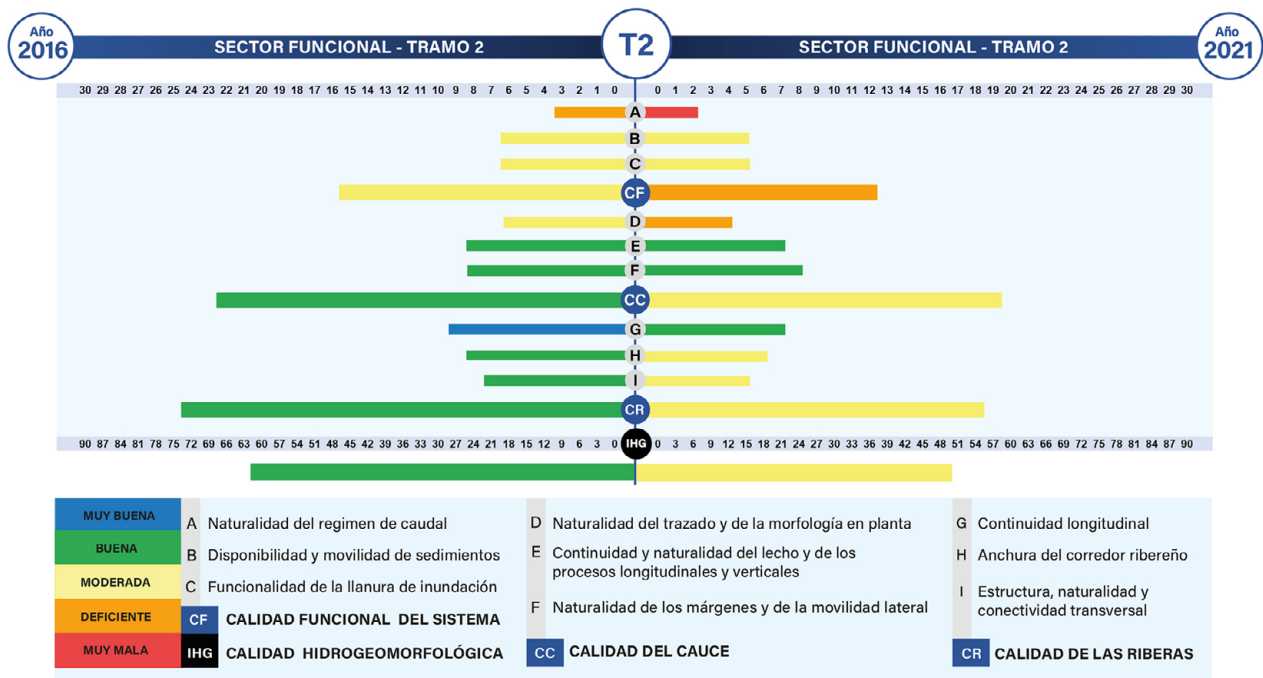 Año
2016
SECTOR FUNCIONAL - TRAMO 2
T2
SECTOR FUNCIONAL - TRAMO 2
Año
2021
30 29 28 27 26 25 24 23 22 21 20 19 18 17 16 15 14 13 12 11 10 9 8 7 6 5 4 3 2 1 0
0 1 2 3 4 5 6 7 8 9 10 11 12 13 14 15 16 17 18 19 20 21 22 23 24 25 26 27 28 29 30
A
B
C
CF
D
E
F
CC
G
H
I
CR
90 87 84 81 78 75 72 69 66 63 60 57 54 51 48 45 42 39 36 33 30 27 24 21 18 15 12 9 6 3 0
IHG
0 3 6 9 12 15 18 21 24 27 30 33 36 39 42 45 48 51 54 57 60 63 66 69 72 75 78 81 84 87 90
MUY BUENA
BUENA
MODERADA
DEFICIENTE
MUY MALA
A Naturalidad del regimen de caudal
B Disponibilidad y movilidad de sedimientos
C Funcionalidad de la llanura de inundación
CF CALIDAD FUNCIONAL DEL SISTEMA
IHG CALIDAD HIDROGEOMORFOLÓGICA
D Naturalidad del trazado y de la morfología en planta
E Continuidad y naturalidad del lecho y de los
procesos longitudinales y verticales
F Naturalidad de los márgenes y de la movilidad lateral
CC CALIDAD DEL CAUCE
G Continuidad longitudinal
H Anchura del corredor ribereño
I Estructura, naturalidad y
conectividad transversal
CR CALIDAD DE LAS RIBERAS